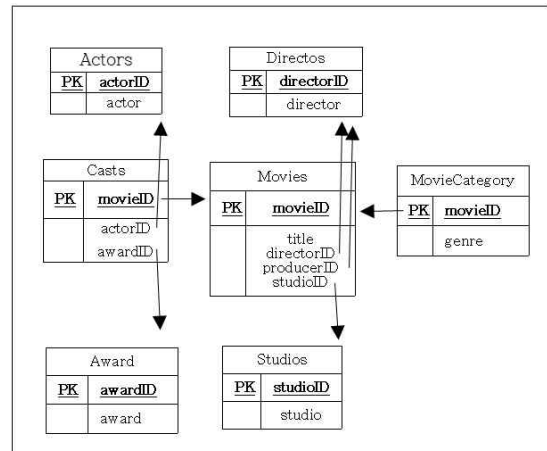 Actors
PK actorID
actor
Directos
PK directorID
director
Casts
PK movieID
actorID
awardID
Movies
PK movieID
title
directorID
producerID
studioID
MovieCategory
PK movieID
genre
Award
PK awardID
award
Studios
PK studioID
studio